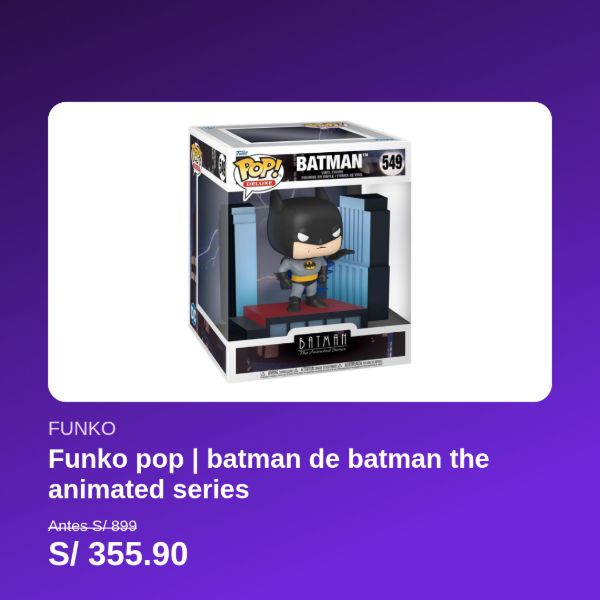 POP!
DELUXE
BATMAN™
549
BATMAN
The Animated Series
FUNKO
Funko pop | batman de batman the
animated series
Antes S/ 899
S/ 355.90